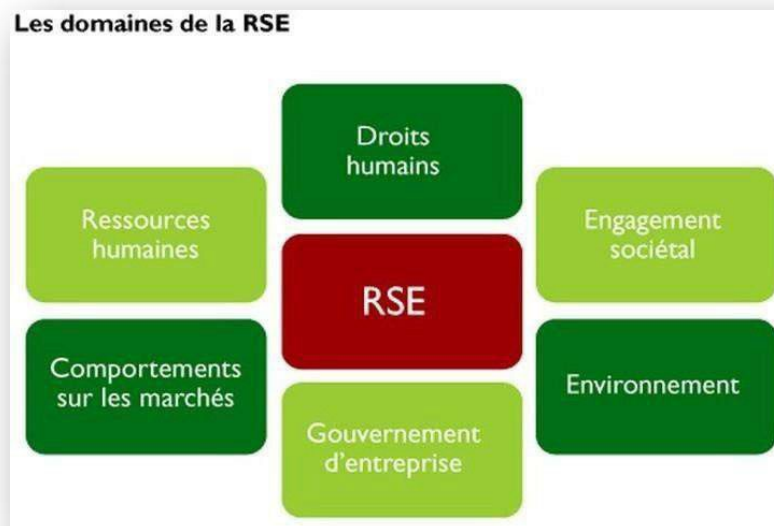 Les domaines de la RSE
Droits
humains
Ressources
humaines
Engagement
sociétal
RSE
Comportements
sur les marchés
Environnement
Gouvernement
d'entreprise